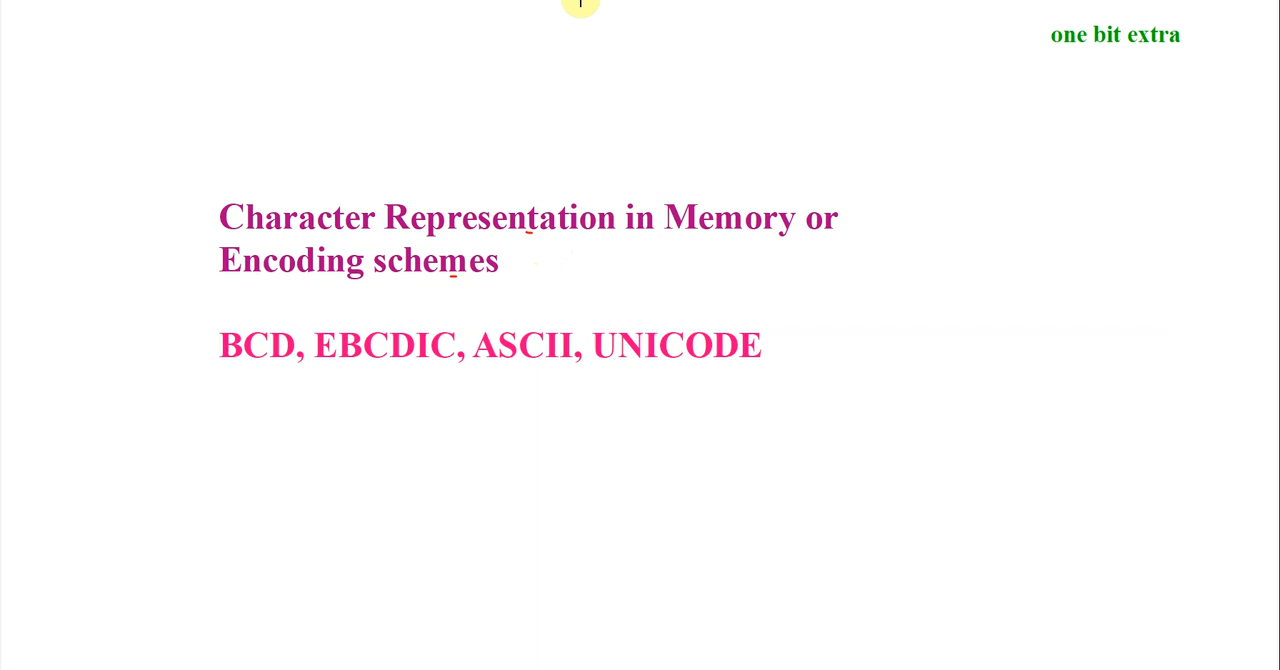 one bit extra
Character Representation in Memory or
Encoding schemes
BCD, EBCDIC, ASCII, UNICODE